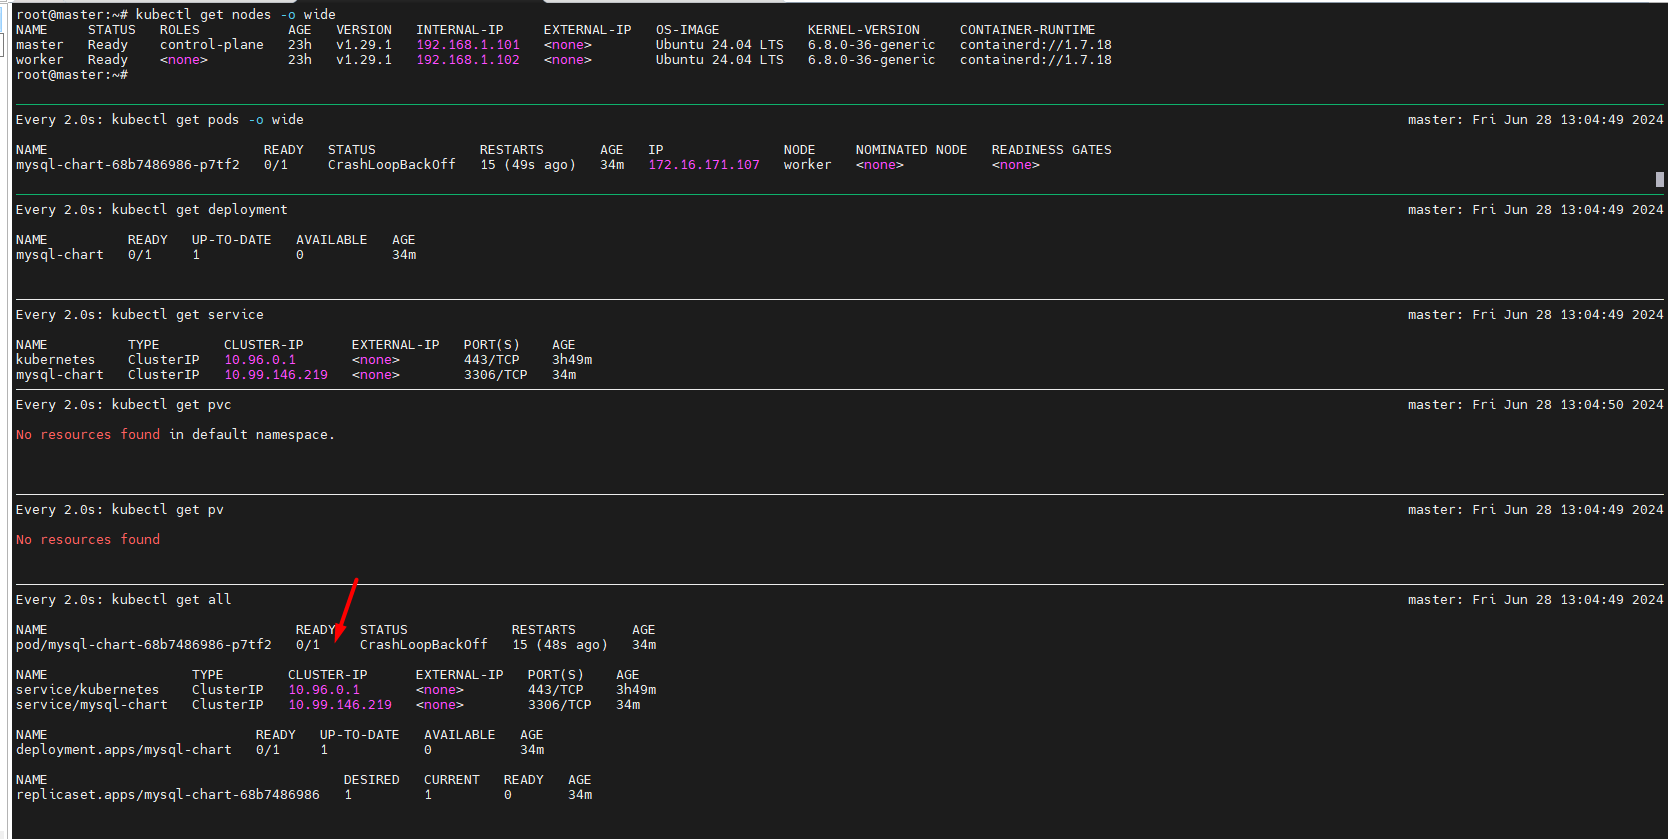 root@master:~# kubectl get nodes -o wide
NAME     STATUS   ROLES           AGE   VERSION   INTERNAL-IP     EXTERNAL-IP   OS-IMAGE           KERNEL-VERSION     CONTAINER-RUNTIME
master   Ready    control-plane   23h   v1.29.1   192.168.1.101   <none>        Ubuntu 24.04 LTS   6.8.0-36-generic   containerd://1.7.18
worker   Ready    <none>          23h   v1.29.1   192.168.1.102   <none>        Ubuntu 24.04 LTS   6.8.0-36-generic   containerd://1.7.18
root@master:~#
Every 2.0s: kubectl get pods -o wide    master: Fri Jun 28 13:04:49 2024
NAME                           READY   STATUS             RESTARTS       AGE   IP               NODE     NOMINATED NODE   READINESS GATES
mysql-chart-68b7486986-p7tf2   0/1     CrashLoopBackOff   15 (49s ago)   34m   172.16.171.107   worker   <none>           <none>
Every 2.0s: kubectl get deployment    master: Fri Jun 28 13:04:49 2024
NAME          READY   UP-TO-DATE   AVAILABLE   AGE
mysql-chart   0/1     1            0           34m
Every 2.0s: kubectl get service    master: Fri Jun 28 13:04:49 2024
NAME          TYPE        CLUSTER-IP      EXTERNAL-IP   PORT(S)    AGE
kubernetes    ClusterIP   10.96.0.1       <none>        443/TCP    3h49m
mysql-chart   ClusterIP   10.99.146.219   <none>        3306/TCP   34m
Every 2.0s: kubectl get pvc    master: Fri Jun 28 13:04:50 2024
No resources found in default namespace.
Every 2.0s: kubectl get pv    master: Fri Jun 28 13:04:49 2024
No resources found
Every 2.0s: kubectl get all    master: Fri Jun 28 13:04:49 2024
NAME                               READY   STATUS             RESTARTS       AGE
pod/mysql-chart-68b7486986-p7tf2   0/1     CrashLoopBackOff   15 (48s ago)   34m
NAME                  TYPE        CLUSTER-IP      EXTERNAL-IP   PORT(S)    AGE
service/kubernetes    ClusterIP   10.96.0.1       <none>        443/TCP    3h49m
service/mysql-chart   ClusterIP   10.99.146.219   <none>        3306/TCP   34m
NAME                          READY   UP-TO-DATE   AVAILABLE   AGE
deployment.apps/mysql-chart   0/1     1            0           34m
NAME                                     DESIRED   CURRENT   READY   AGE
replicaset.apps/mysql-chart-68b7486986   1         1         0       34m